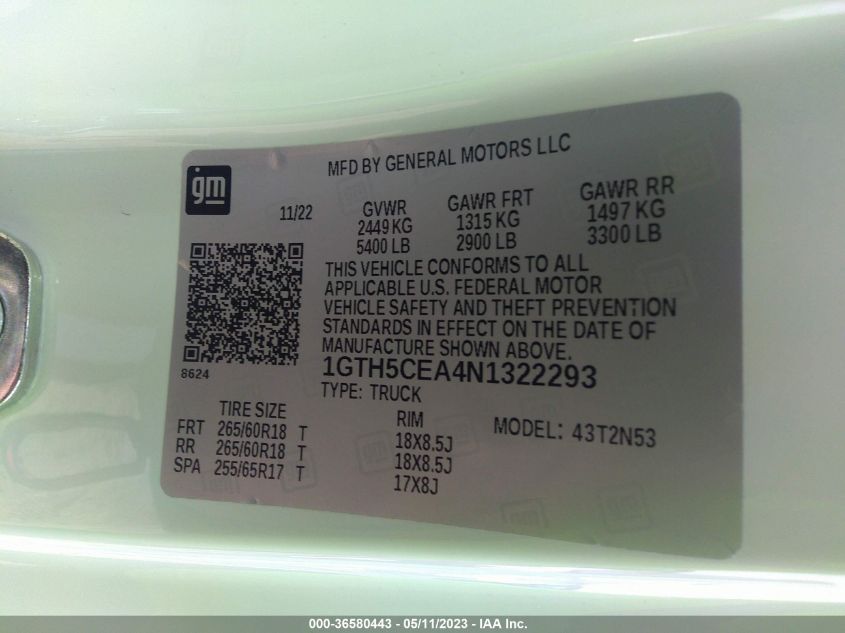 gm
MFD BY GENERAL MOTORS LLC
11/22
GVWR
2449 KG
5400 LB
GAWR FRT
1315 KG
2900 LB
GAWR RR
1497 KG
3300 LB
THIS VEHICLE CONFORMS TO ALL
APPLICABLE U.S. FEDERAL MOTOR
VEHICLE SAFETY AND THEFT PREVENTION
STANDARDS IN EFFECT ON THE DATE OF
MANUFACTURE SHOWN ABOVE.
8624
1GTH5CEA4N1322293
TYPE: TRUCK
TIRE SIZE
RIM
FRT 265/60R18 T 18X8.5J
RR 265/60R18 T 18X8.5J
SPA 255/65R17 T 17X8J
MODEL: 43T2N53
000-36580443 - 05/11/2023 - IAA Inc.